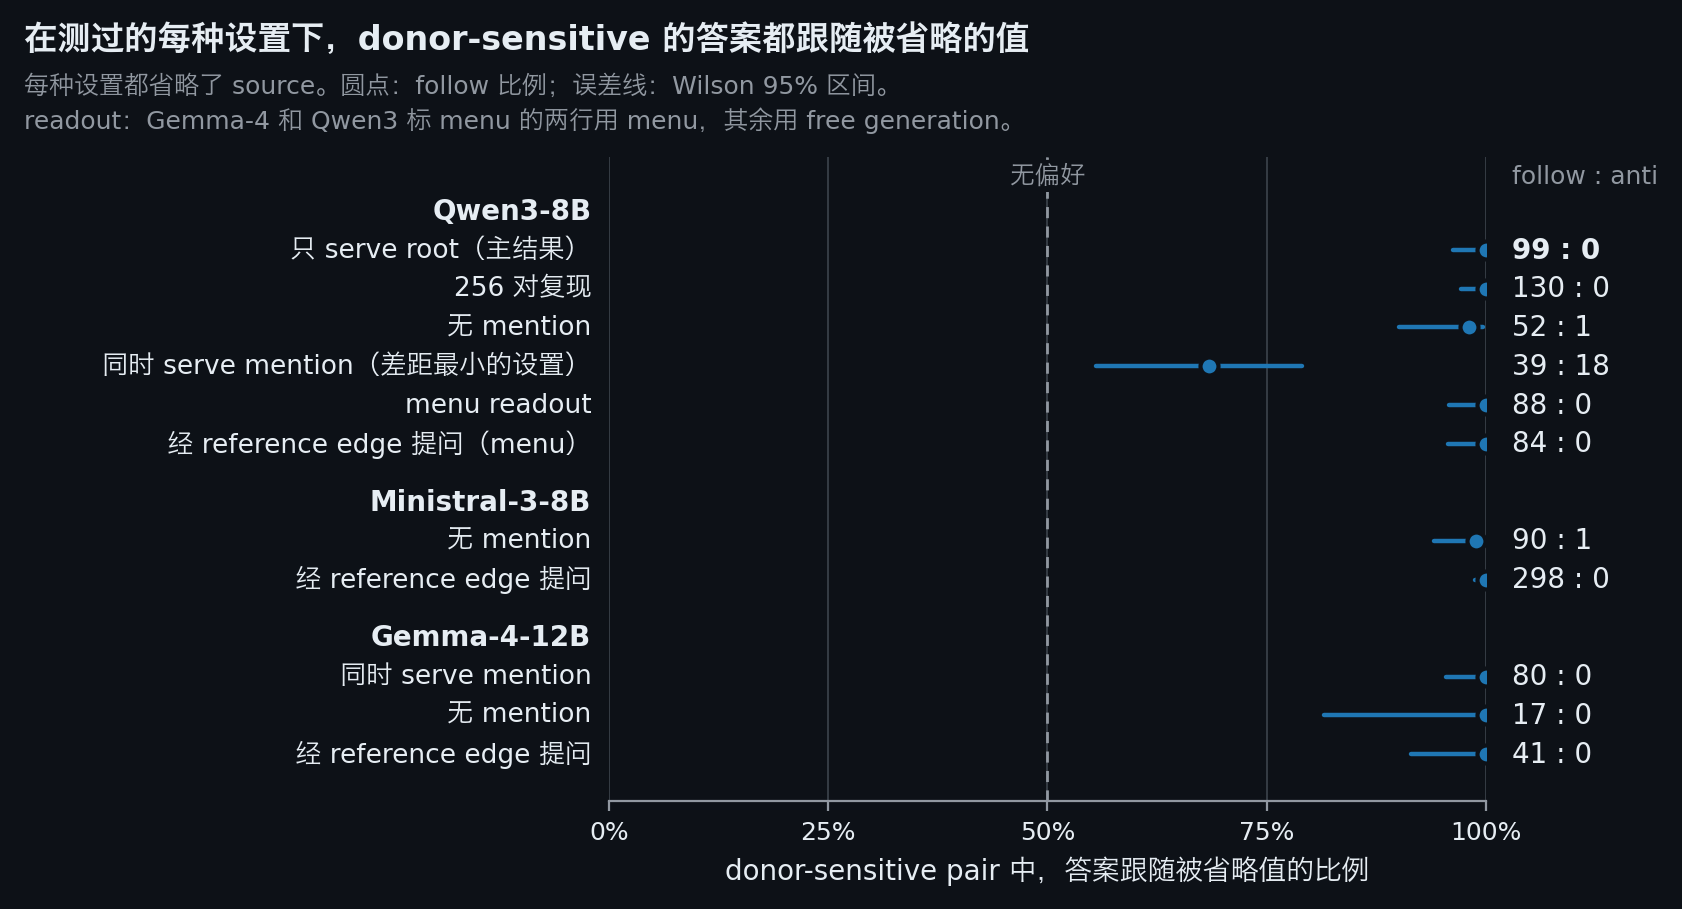 在测过的每种设置下，donor-sensitive 的答案都跟随被省略的值
每种设置都省略了 source。圆点：follow 比例；误差线：Wilson 95% 区间。
readout：Gemma-4 和 Qwen3 标 menu 的两行用 menu，其余用 free generation。
无偏好 follow : anti
Qwen3-8B
只 serve root（主结果） 99 : 0
256 对复现 130 : 0
无 mention 52 : 1
同时 serve mention（差距最小的设置） 39 : 18
menu readout 88 : 0
经 reference edge 提问（menu） 84 : 0
Ministral-3-8B
无 mention 90 : 1
经 reference edge 提问 298 : 0
Gemma-4-12B
同时 serve mention 80 : 0
无 mention 17 : 0
经 reference edge 提问 41 : 0
0% 25% 50% 75% 100%
donor-sensitive pair 中，答案跟随被省略值的比例